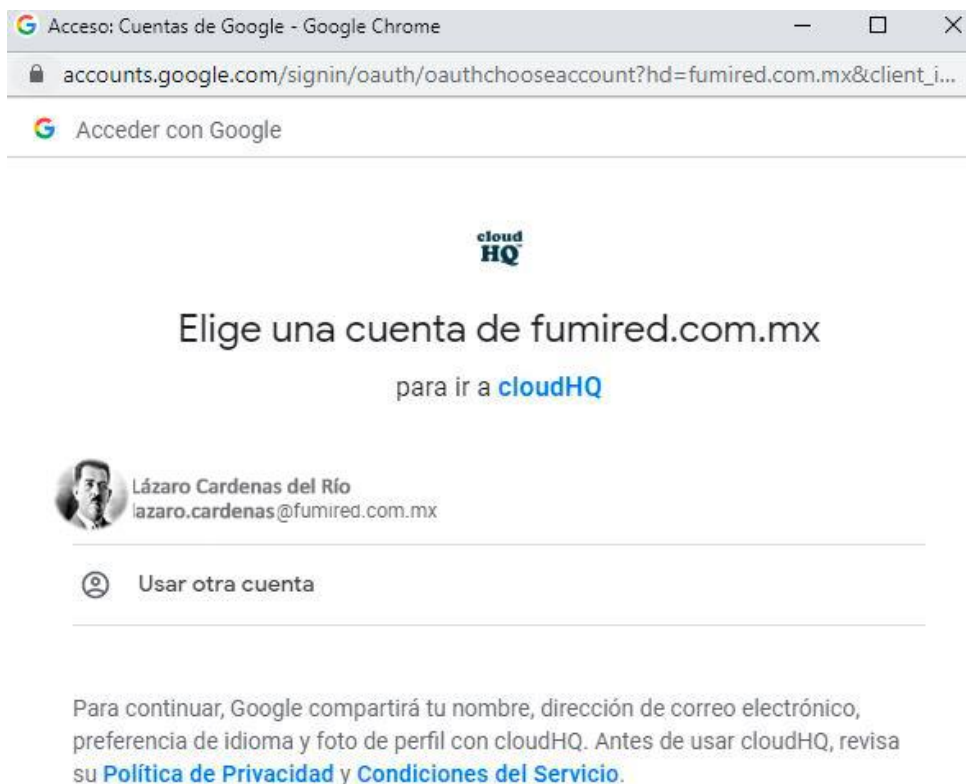 Acceso: Cuentas de Google - Google Chrome
accounts.google.com/signin/oauth/oauthchooseaccount?hd=fumired.com.mx&client_i...
G Acceder con Google
cloud
HQ
Elige una cuenta de fumired.com.mx
para ir a cloudHQ
Lázaro Cardenas del Río
lazaro.cardenas@fumired.com.mx
Usar otra cuenta
Para continuar, Google compartirá tu nombre, dirección de correo electrónico,
preferencia de idioma y foto de perfil con cloudHQ. Antes de usar cloudHQ, revisa
su Política de Privacidad y Condiciones del Servicio.